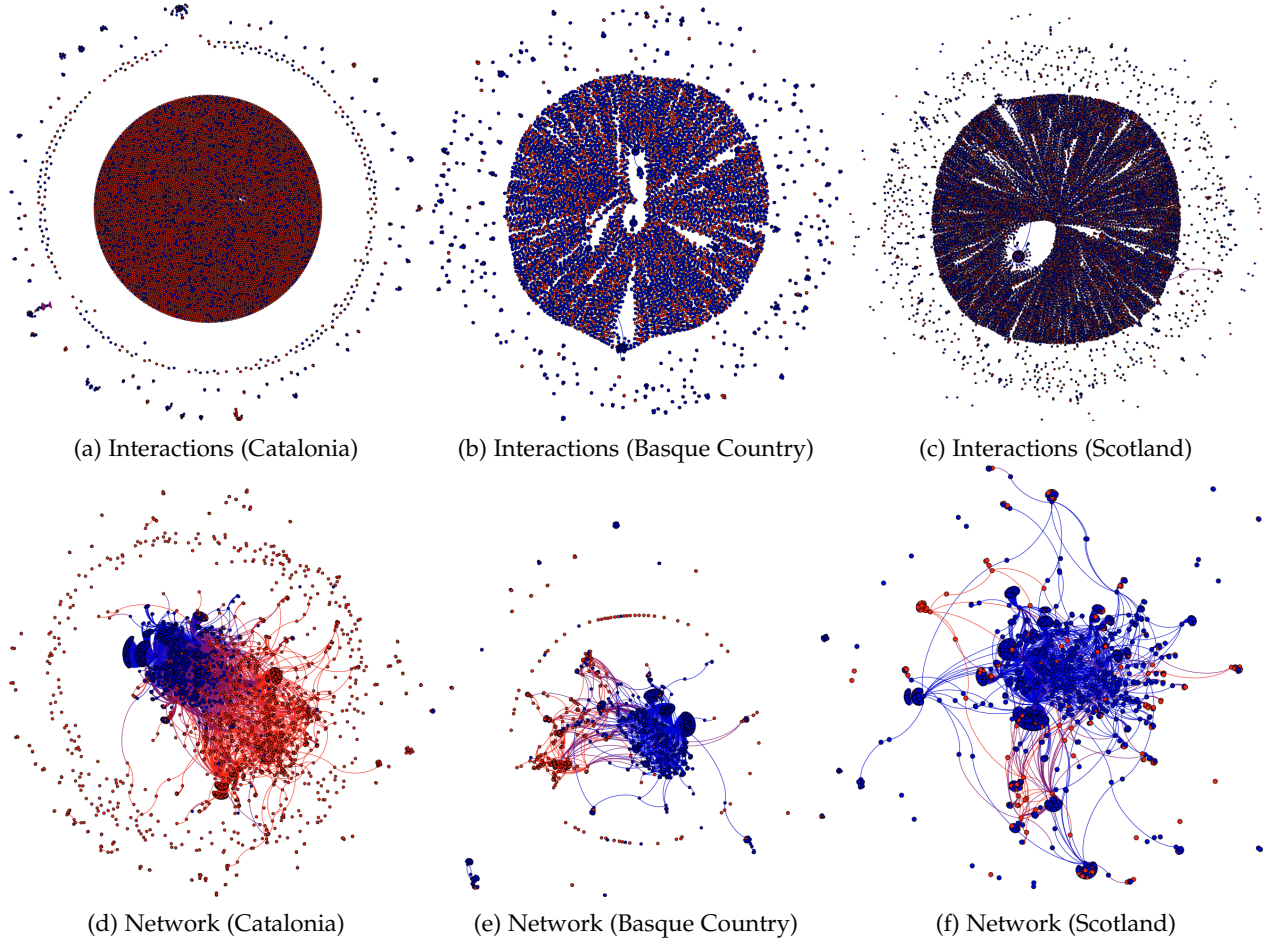 (a) Interactions (Catalonia)
(b) Interactions (Basque Country)
(c) Interactions (Scotland)
(d) Network (Catalonia)
(e) Network (Basque Country)
(f) Network (Scotland)